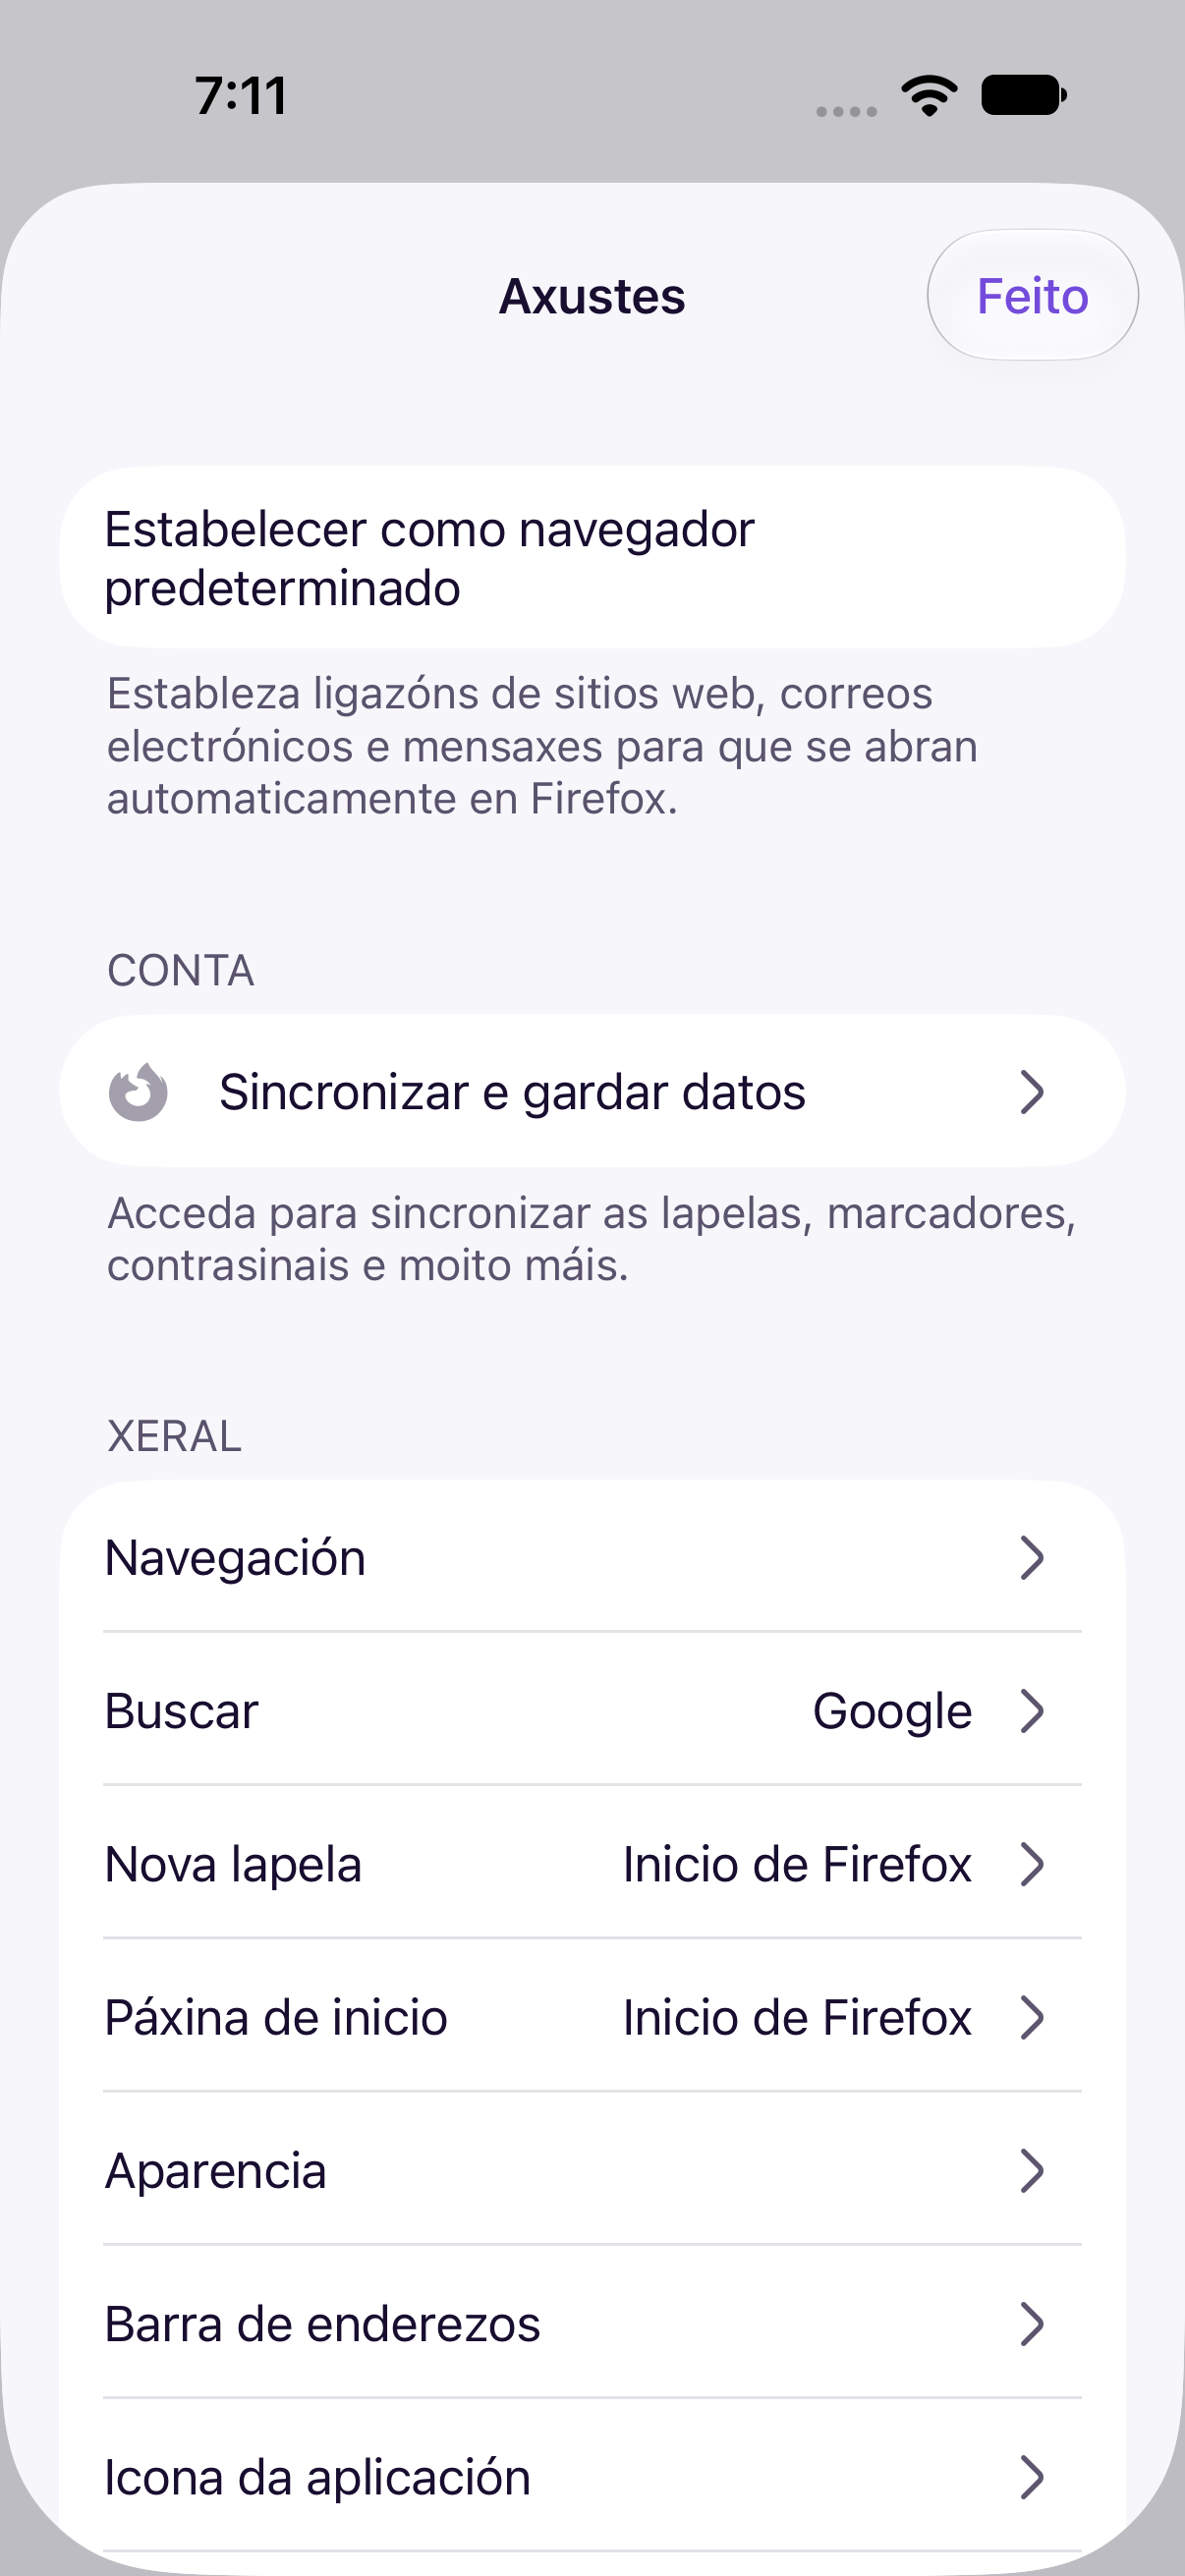 7:11
Axustes
Feito
Estabelecer como navegador
predeterminado
Estableza ligazóns de sitios web, correos
electrónicos e mensaxes para que se abran
automaticamente en Firefox.
CONTA
Sincronizar e gardar datos
Acceda para sincronizar as lapelas, marcadores,
contrasinais e moito máis.
XERAL
Navegación
Buscar Google
Nova lapela Inicio de Firefox
Páxina de inicio Inicio de Firefox
Aparencia
Barra de enderezos
Icona da aplicación